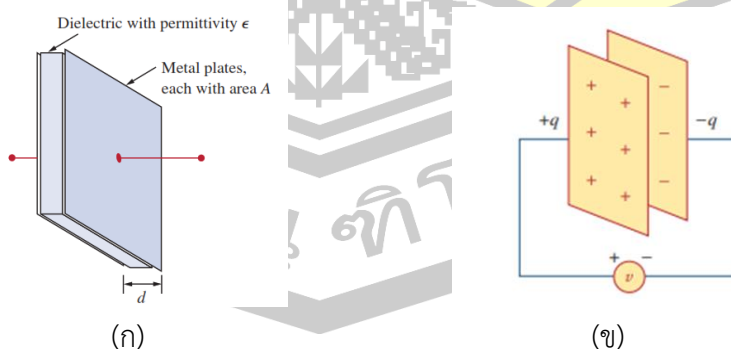 Dielectric with permittivity ϵ
Metal plates,
each with area A
d
(ก)
+q
−q
+ + + + + +
− − − −
+ −
v
(ข)